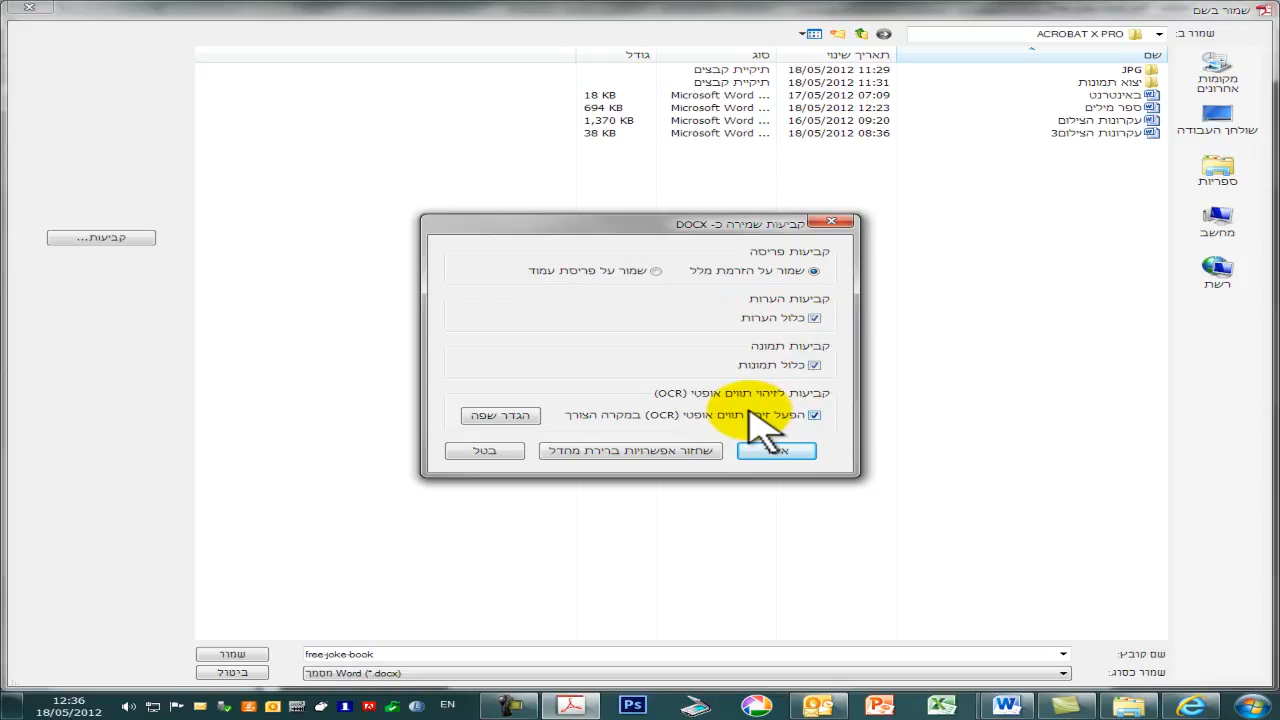 שמור בשם
שמור ב:
ACROBAT X PRO
שם
תאריך שינוי
סוג
גודל
JPG
18/05/2012 11:29
תיקיית קבצים
יצוא תמונות
18/05/2012 11:31
תיקיית קבצים
באינטרנט
17/05/2012 07:09
Microsoft Word ...
18 KB
ספר מילים
18/05/2012 12:23
Microsoft Word ...
694 KB
עקרונות הצילום
16/05/2012 09:20
Microsoft Word ...
1,370 KB
עקרונות הצילום3
18/05/2012 08:36
Microsoft Word ...
38 KB
מקומות
אחרונים
שולחן העבודה
ספריות
מחשב
רשת
קביעות...
קביעות שמירה כ- DOCX
קביעות פריסה
שמור על הזרמת מלל
שמור על פריסת עמוד
קביעות הערות
כלול הערות
קביעות תמונה
כלול תמונות
קביעות לזיהוי תווים אופטי (OCR)
הפעל זיהוי תווים אופטי (OCR) במקרה הצורך
הגדר שפה
שחזור אפשרויות ברירת מחדל
בטל
שם קובץ:
free-joke-book
שמור
שמור כסוג:
מסמך Word (*.docx)
ביטול
EN
12:36
18/05/2012